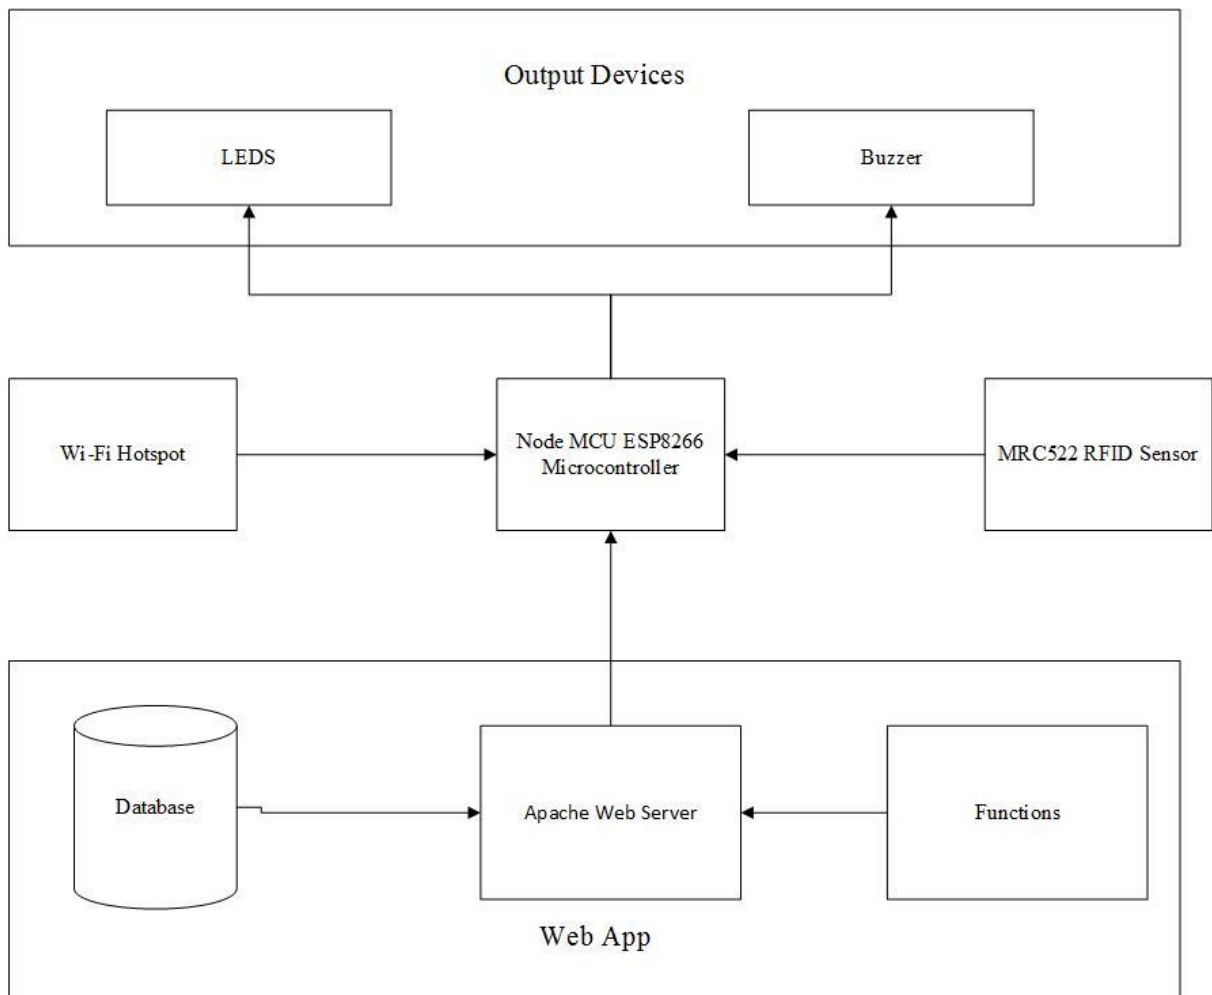 Output Devices
LEDS
Buzzer
Wi-Fi Hotspot
Node MCU ESP8266
Microcontroller
MRC522 RFID Sensor
Database
Apache Web Server
Functions
Web App